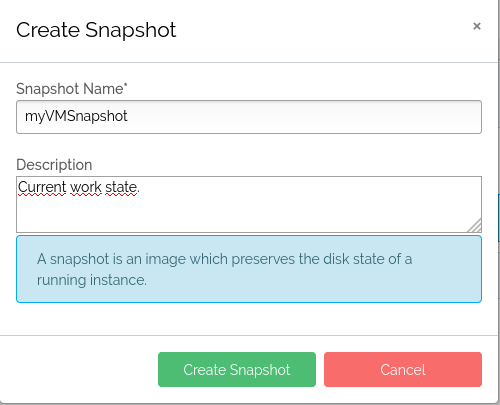 Create Snapshot
×
Snapshot Name*
myVMSnapshot
Description
Current work state.
A snapshot is an image which preserves the disk state of a
running instance.
Create Snapshot
Cancel